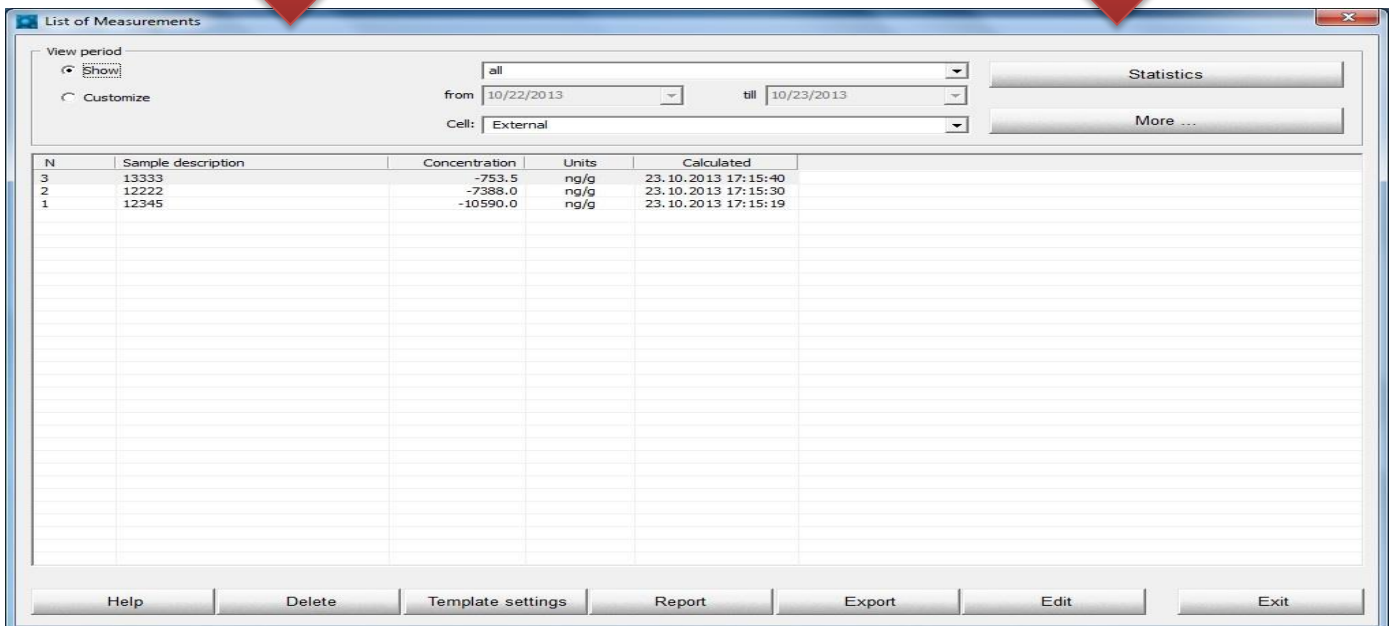 List of Measurements
View period
Show all Statistics
Customize from 10/22/2013 till 10/23/2013
Cell: External More ...
N Sample description Concentration Units Calculated
3 13333 -753.5 ng/g 23.10.2013 17:15:40
2 12222 -7388.0 ng/g 23.10.2013 17:15:30
1 12345 -10590.0 ng/g 23.10.2013 17:15:19
Help Delete Template settings Report Export Edit Exit